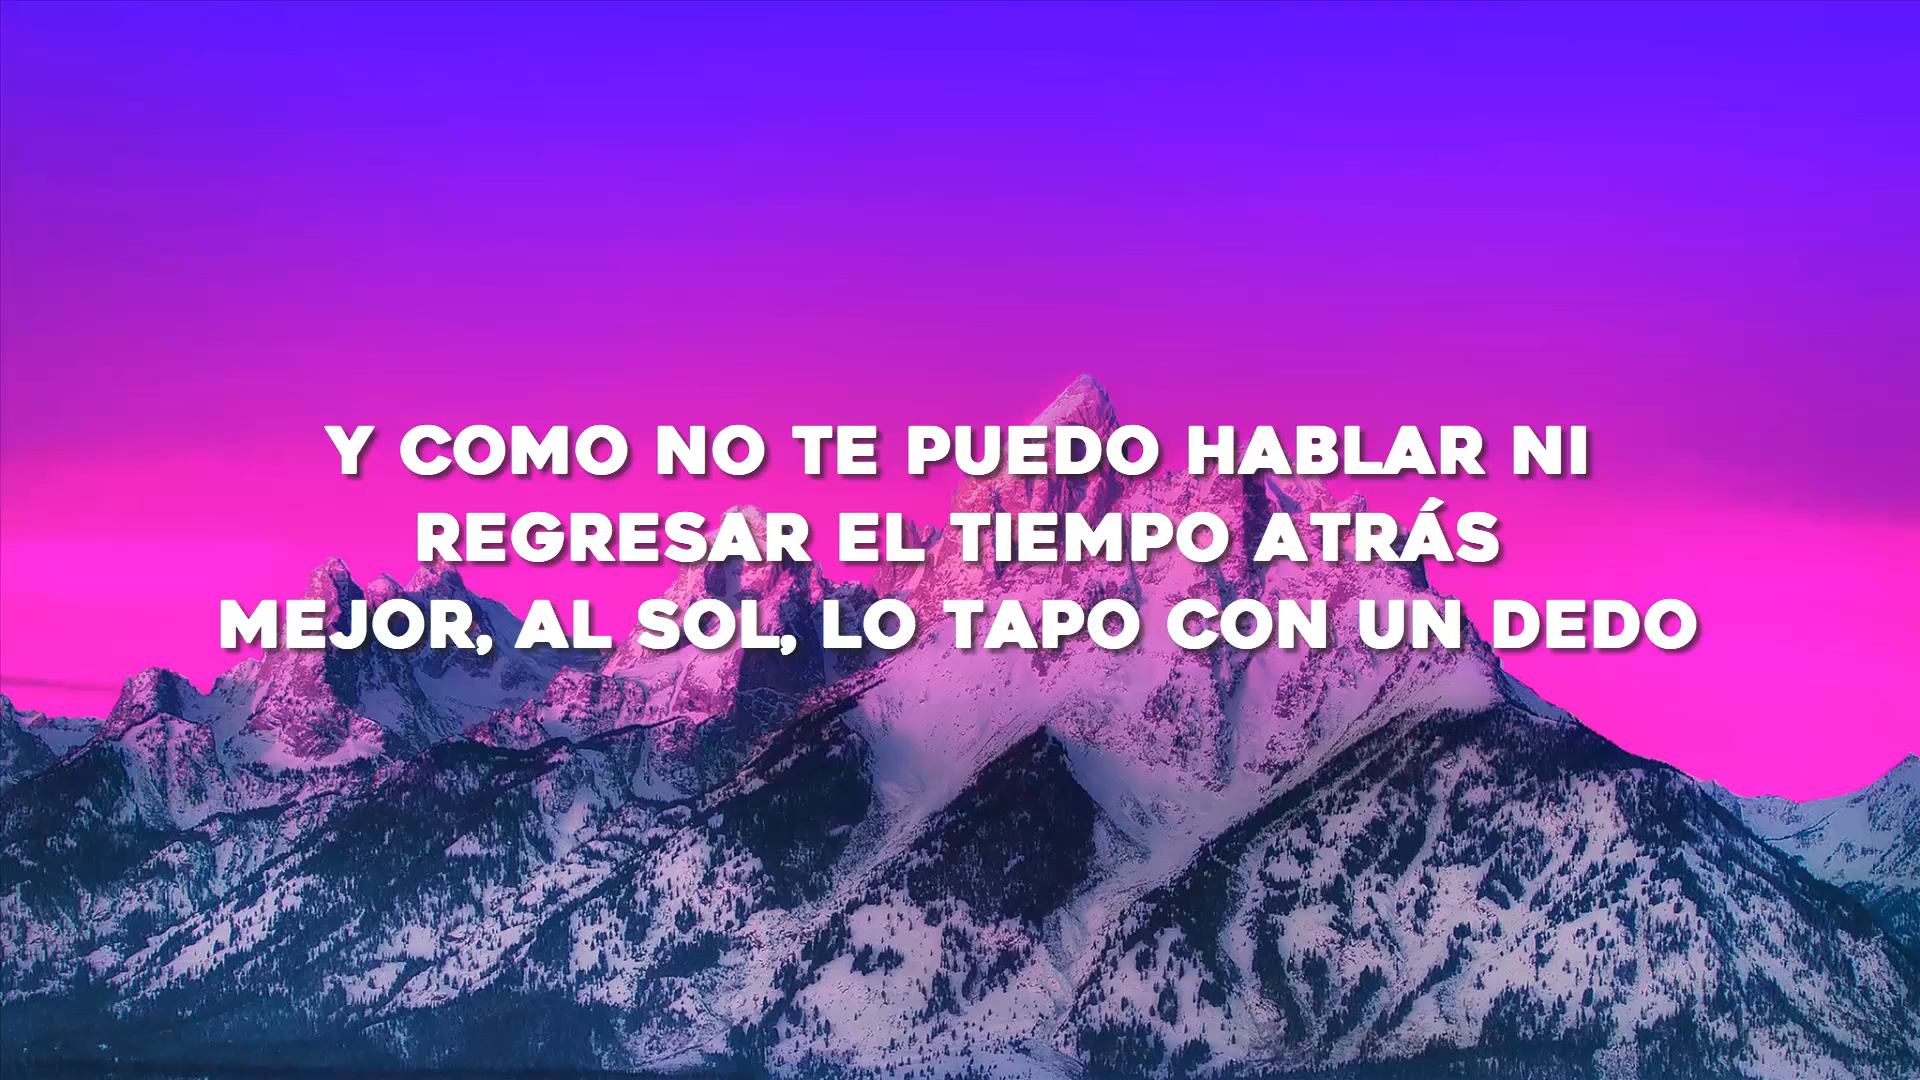 Y COMO NO TE PUEDO HABLAR NI
REGRESAR EL TIEMPO ATRÁS
MEJOR, AL SOL, LO TAPO CON UN DEDO